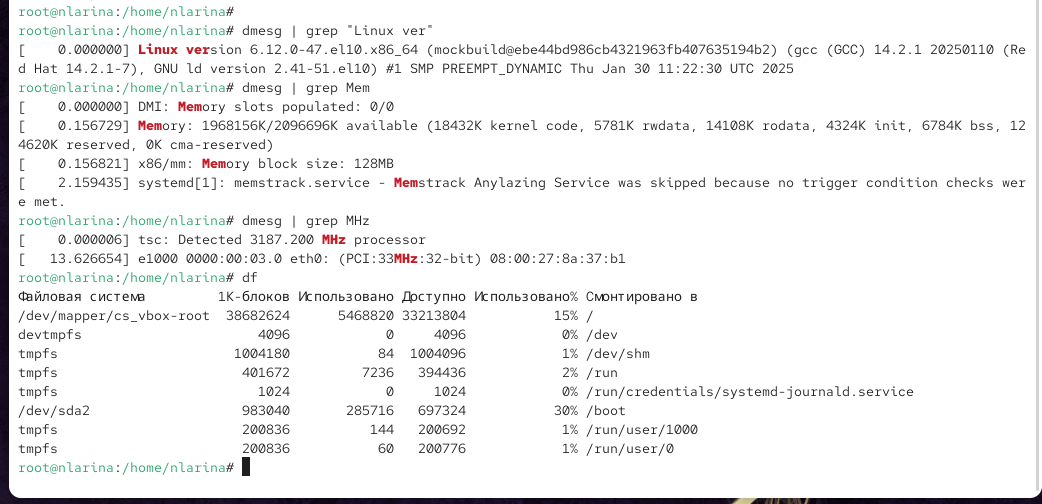 root@nlarina:/home/nlarina#
root@nlarina:/home/nlarina# dmesg | grep "Linux ver"
[    0.000000] Linux version 6.12.0-47.el10.x86_64 (mockbuild@ebe44bd986cb4321963fb407635194b2) (gcc (GCC) 14.2.1 20250110 (Re
d Hat 14.2.1-7), GNU ld version 2.41-51.el10) #1 SMP PREEMPT_DYNAMIC Thu Jan 30 11:22:30 UTC 2025
root@nlarina:/home/nlarina# dmesg | grep Mem
[    0.000000] DMI: Memory slots populated: 0/0
[    0.156729] Memory: 1968156K/2096696K available (18432K kernel code, 5781K rwdata, 14108K rodata, 4324K init, 6784K bss, 12
4620K reserved, 0K cma-reserved)
[    0.156821] x86/mm: Memory block size: 128MB
[    2.159435] systemd[1]: memstrack.service - Memstrack Anylazing Service was skipped because no trigger condition checks wer
e met.
root@nlarina:/home/nlarina# dmesg | grep MHz
[    0.000006] tsc: Detected 3187.200 MHz processor
[   13.626654] e1000 0000:00:03.0 eth0: (PCI:33MHz:32-bit) 08:00:27:8a:37:b1
root@nlarina:/home/nlarina# df
Файловая система         1K-блоков Использовано Доступно Использовано% Смонтировано в
/dev/mapper/cs_vbox-root  38682624      5468820 33213804           15% /
devtmpfs                      4096            0     4096            0% /dev
tmpfs                      1004180           84  1004096            1% /dev/shm
tmpfs                       401672         7236   394436            2% /run
tmpfs                         1024            0     1024            0% /run/credentials/systemd-journald.service
/dev/sda2                   983040       285716   697324           30% /boot
tmpfs                       200836          144   200692            1% /run/user/1000
tmpfs                       200836           60   200776            1% /run/user/0
root@nlarina:/home/nlarina#